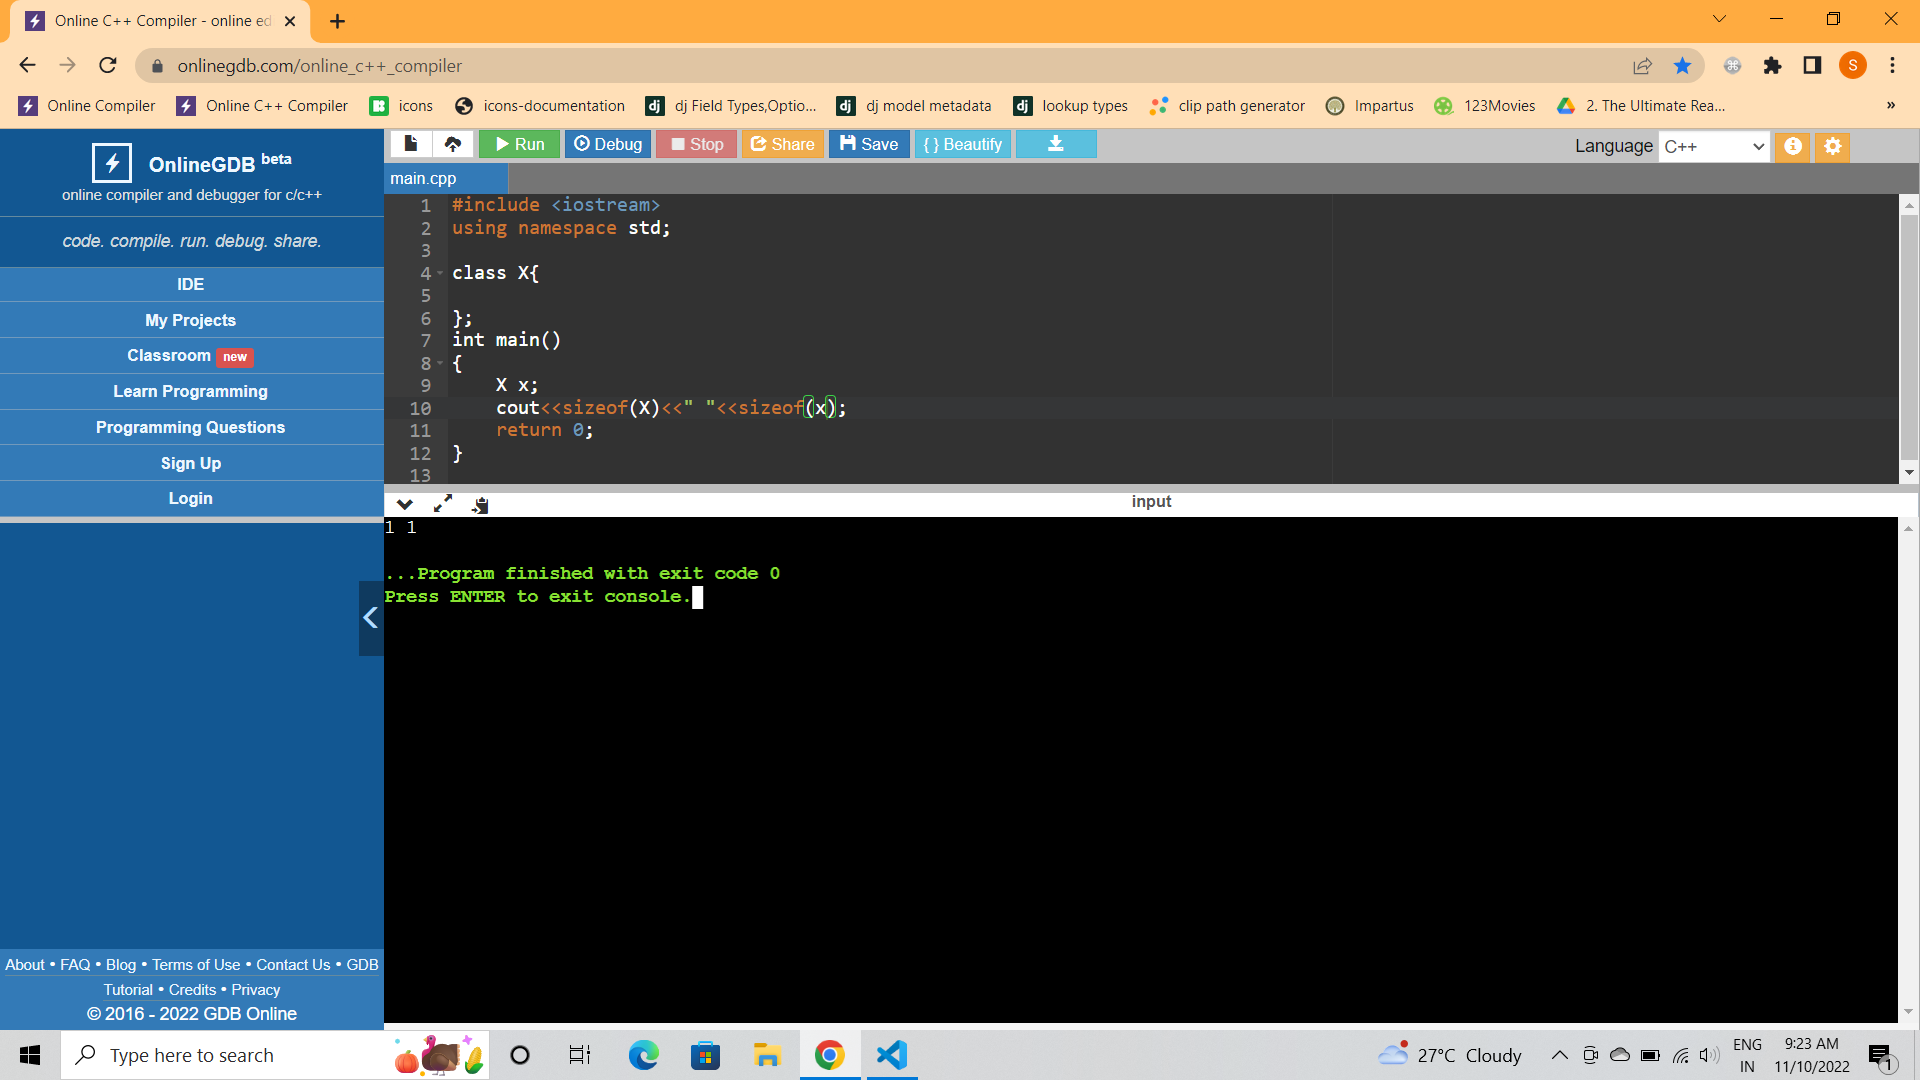 Online C++ Compiler - online ed
onlinegdb.com/online_c++_compiler
S
Online Compiler
Online C++ Compiler
icons
icons-documentation
dj dj Field Types,Optio...
dj dj model metadata
dj lookup types
clip path generator
Impartus
123Movies
2. The Ultimate Rea...
»
OnlineGDB beta
online compiler and debugger for c/c++
code. compile. run. debug. share.
IDE
My Projects
Classroom new
Learn Programming
Programming Questions
Sign Up
Login
Run
Debug
Stop
Share
Save
{ } Beautify
Language C++
main.cpp
1 #include <iostream>
2 using namespace std;
3
4 class X{
5
6 };
7 int main()
8 {
9 X x;
10 cout<<sizeof(X)<<" "<<sizeof(x);
11 return 0;
12 }
13
input
1 1
...Program finished with exit code 0
Press ENTER to exit console.
About • FAQ • Blog • Terms of Use • Contact Us • GDB
Tutorial • Credits • Privacy
© 2016 - 2022 GDB Online
Type here to search
27°C Cloudy
ENG
IN
9:23 AM
11/10/2022
1